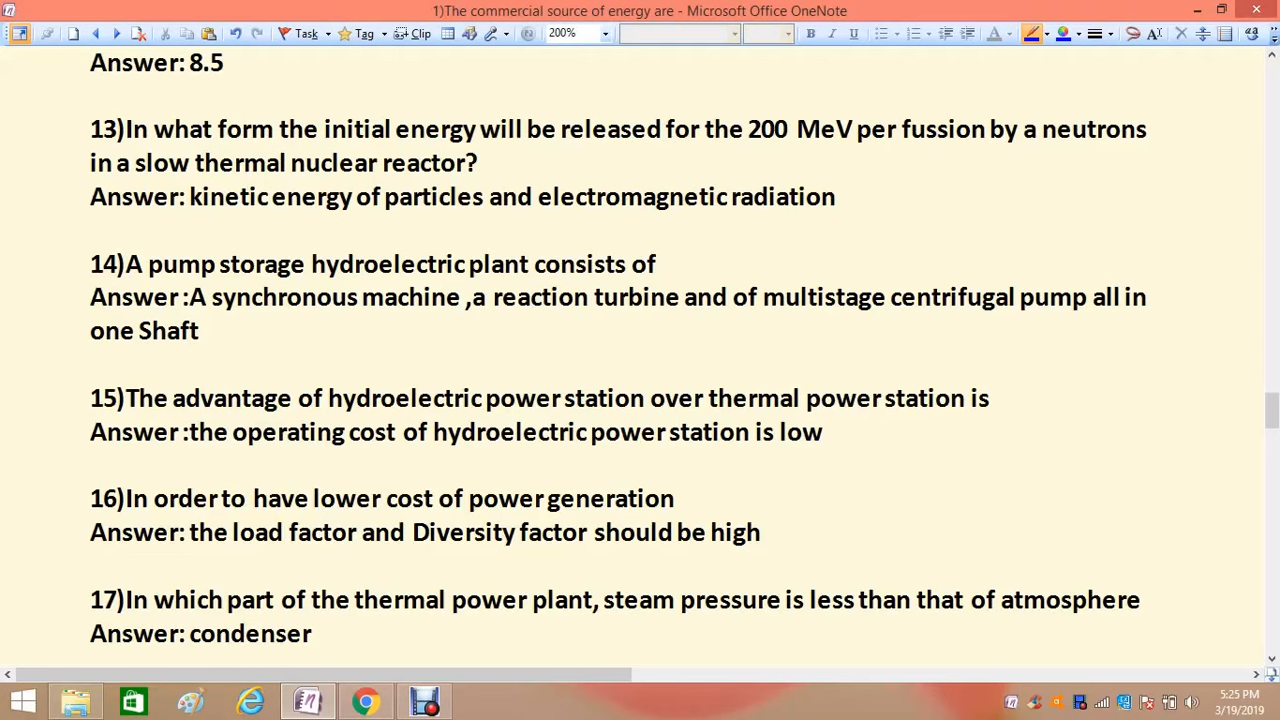 1)The commercial source of energy are - Microsoft Office OneNote
Task Tag Clip 200% B I U
Answer: 8.5
13)In what form the initial energy will be released for the 200 MeV per fussion by a neutrons
in a slow thermal nuclear reactor?
Answer: kinetic energy of particles and electromagnetic radiation
14)A pump storage hydroelectric plant consists of
Answer :A synchronous machine ,a reaction turbine and of multistage centrifugal pump all in
one Shaft
15)The advantage of hydroelectric power station over thermal power station is
Answer :the operating cost of hydroelectric power station is low
16)In order to have lower cost of power generation
Answer: the load factor and Diversity factor should be high
17)In which part of the thermal power plant, steam pressure is less than that of atmosphere
Answer: condenser
5:25 PM
3/19/2019